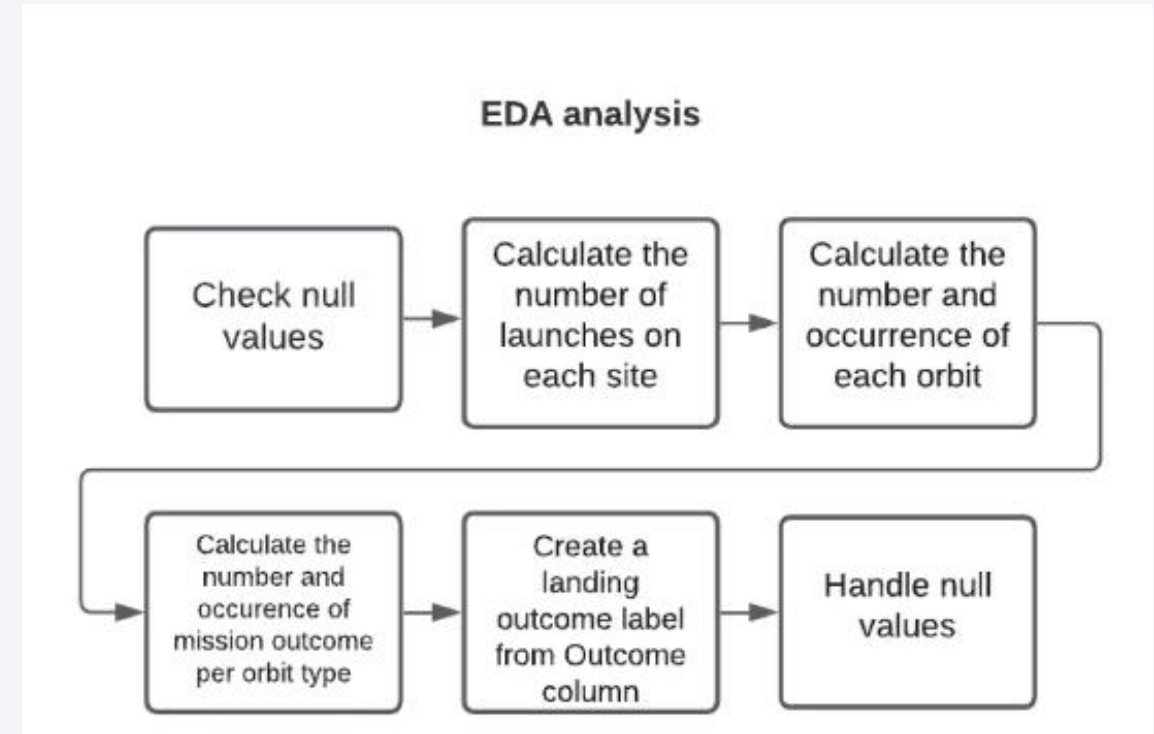 EDA analysis
Check null
values
Calculate the
number of
launches on
each site
Calculate the
number and
occurrence of
each orbit
Calculate the
number and
occurence of
mission outcome
per orbit type
Create a
landing
outcome label
from Outcome
column
Handle null
values